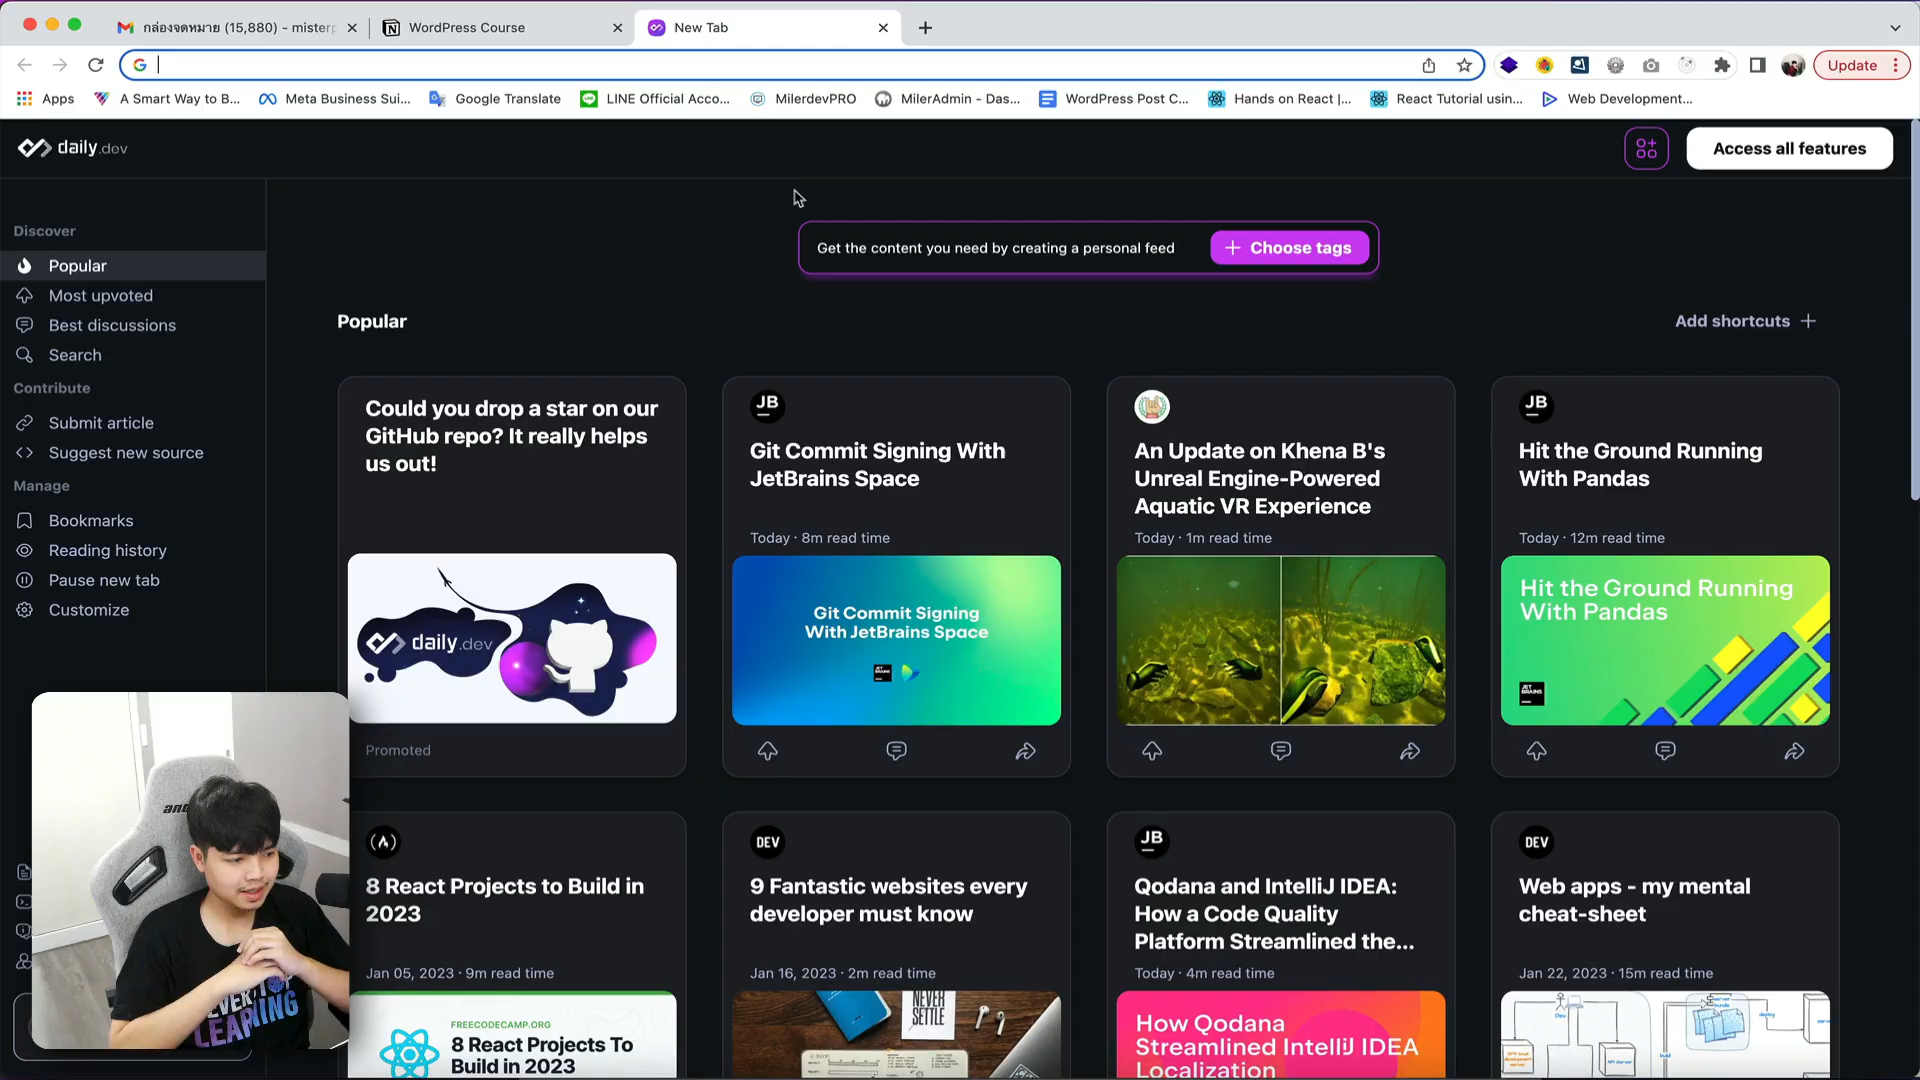 กล่องจดหมาย (15,880) - misterp
WordPress Course
New Tab
Update
Apps
A Smart Way to B...
Meta Business Sui...
Google Translate
LINE Official Acco...
MilerdevPRO
MilerAdmin - Das...
WordPress Post C...
Hands on React |...
React Tutorial usin...
Web Development...
daily.dev
Access all features
Get the content you need by creating a personal feed
Choose tags
Discover
Popular
Most upvoted
Best discussions
Search
Contribute
Submit article
Suggest new source
Manage
Bookmarks
Reading history
Pause new tab
Customize
Popular
Add shortcuts
Could you drop a star on our
GitHub repo? It really helps
us out!
daily.dev
Promoted
JB
Git Commit Signing With
JetBrains Space
Today · 8m read time
Git Commit Signing
With JetBrains Space
JET
BRAINS
An Update on Khena B's
Unreal Engine-Powered
Aquatic VR Experience
Today · 1m read time
JB
Hit the Ground Running
With Pandas
Today · 12m read time
Hit the Ground Running
With Pandas
JET
BRAINS
8 React Projects to Build in
2023
Jan 05, 2023 · 9m read time
FREECODECAMP.ORG
8 React Projects To
Build in 2023
DEV
9 Fantastic websites every
developer must know
Jan 16, 2023 · 2m read time
NEVER
SETTLE
JB
Qodana and IntelliJ IDEA:
How a Code Quality
Platform Streamlined the...
Today · 4m read time
How Qodana
Streamlined IntelliJ IDEA
Localization
DEV
Web apps - my mental
cheat-sheet
Jan 22, 2023 · 15m read time
Dev
deploy
build
and
LEARNING